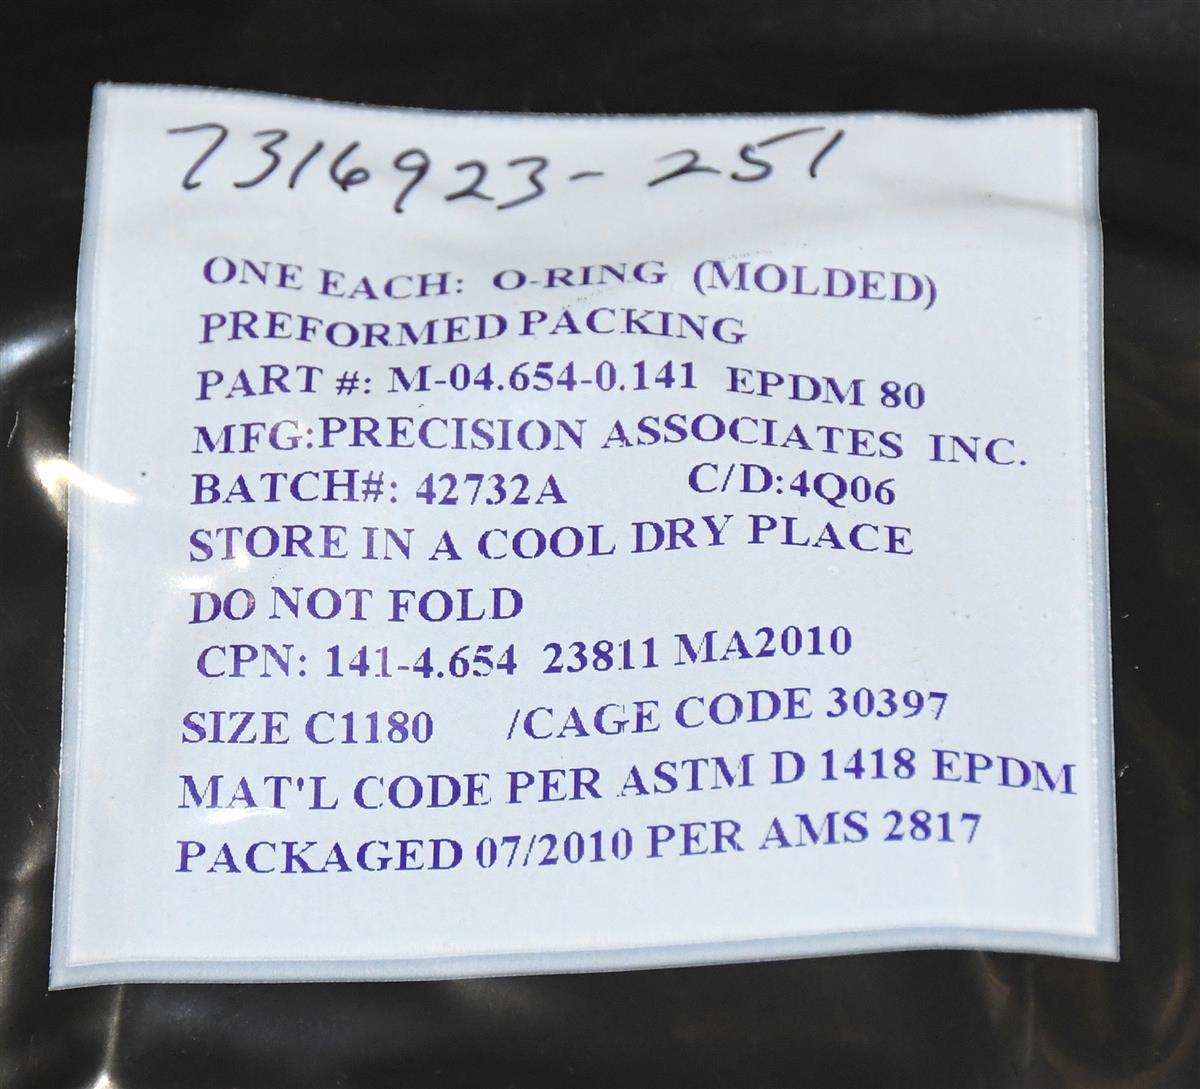 7316923-251
ONE EACH: O-RING (MOLDED)
PREFORMED PACKING
PART #: M-04.654-0.141 EPDM 80
MFG:PRECISION ASSOCIATES INC.
BATCH#: 42732A C/D:4Q06
STORE IN A COOL DRY PLACE
DO NOT FOLD
CPN: 141-4.654 23811 MA2010
SIZE C1180 /CAGE CODE 30397
MAT'L CODE PER ASTM D 1418 EPDM
PACKAGED 07/2010 PER AMS 2817